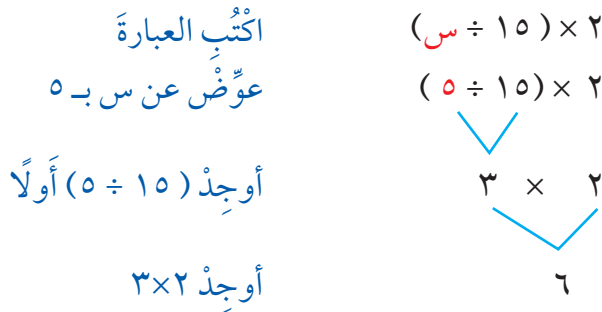 ٢ × (١٥ ÷ س) اكْتُبِ العبارةَ
٢ × (١٥ ÷ ٥) عوِّضْ عن س بـ ٥
٢ × ٣ أوجِدْ (١٥ ÷ ٥) أَولًا
٦ أوجِدْ ٢×٣